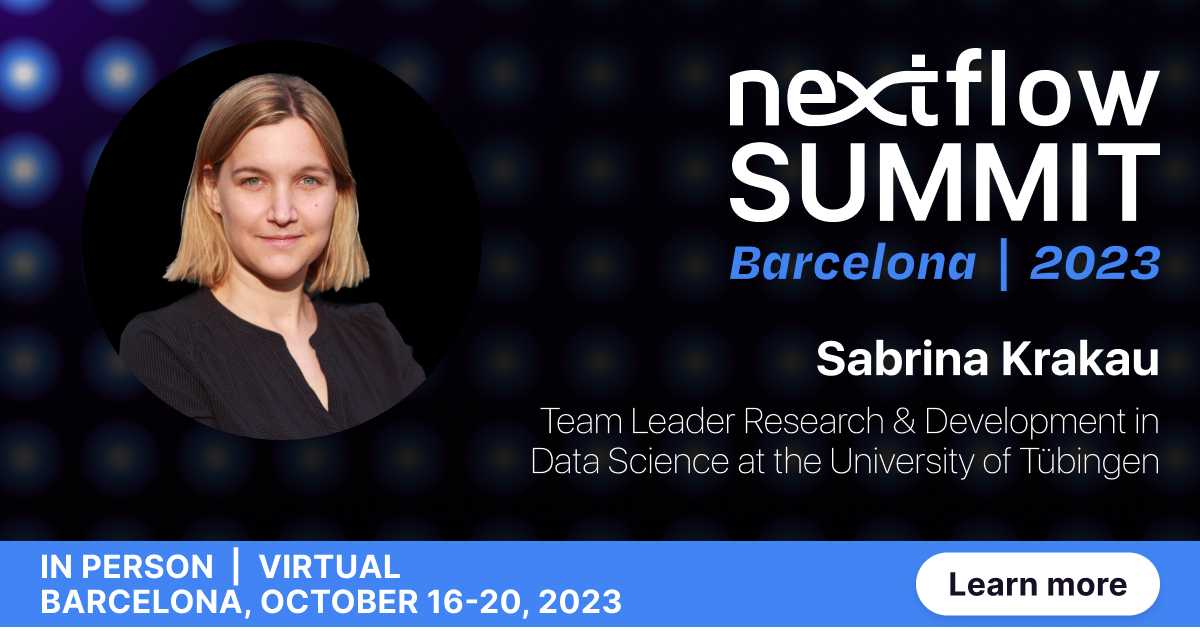 nextflow
SUMMIT
Barcelona | 2023
Sabrina Krakau
Team Leader Research & Development in
Data Science at the University of Tübingen
IN PERSON | VIRTUAL
BARCELONA, OCTOBER 16-20, 2023
Learn more